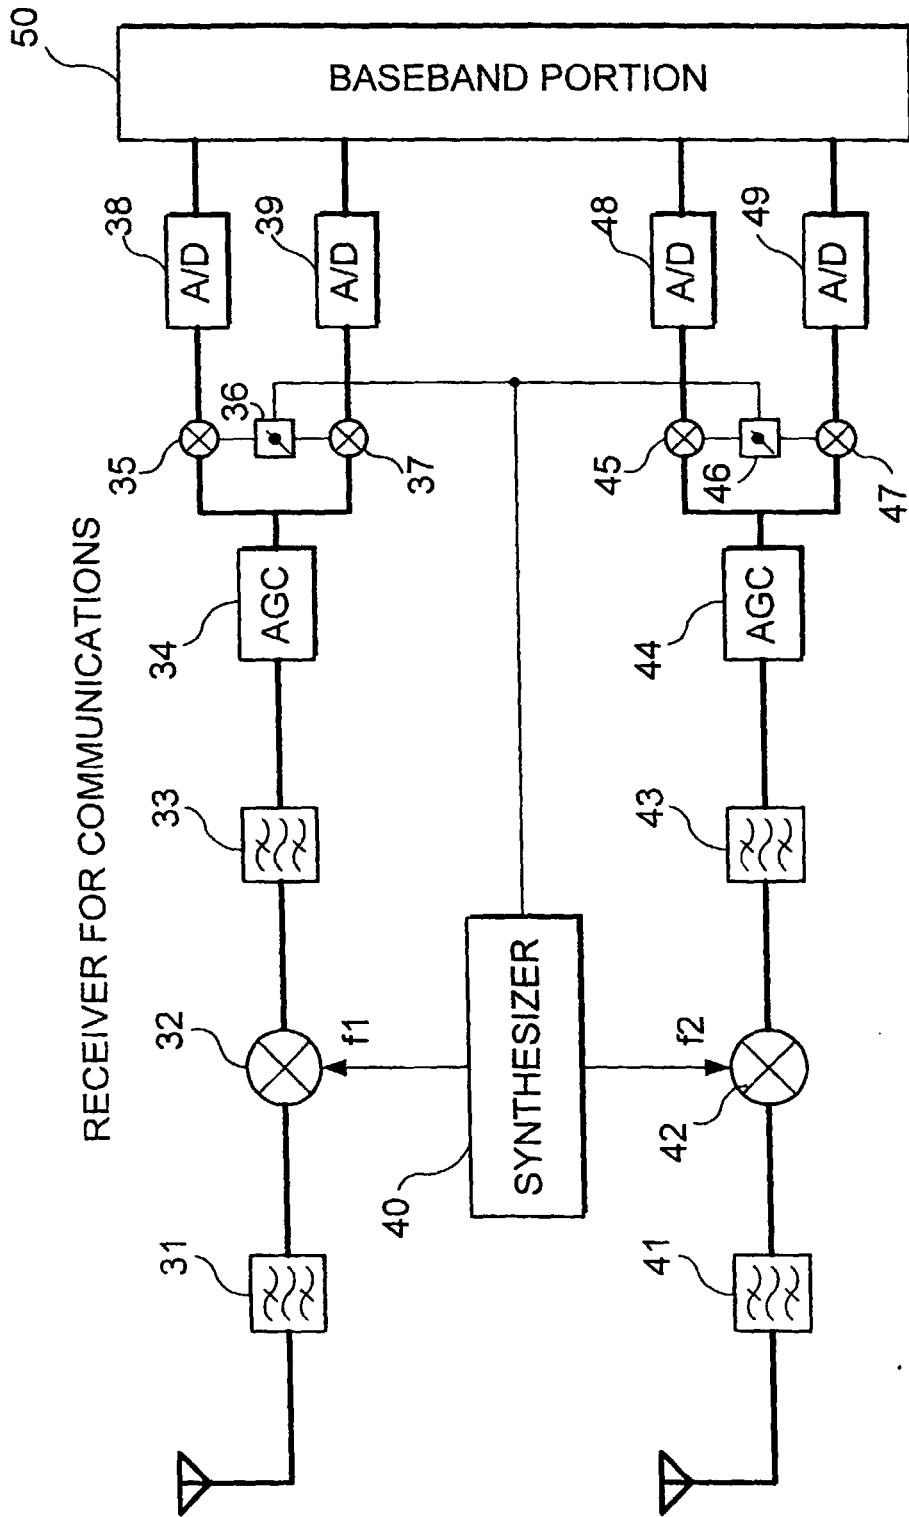 RECEIVER FOR COMMUNICATIONS
31
32
f1
33
34
AGC
35
36
37
38
A/D
39
A/D
50
BASEBAND PORTION
40
SYNTHESIZER
41
42
f2
43
44
AGC
45
46
47
48
A/D
49
A/D